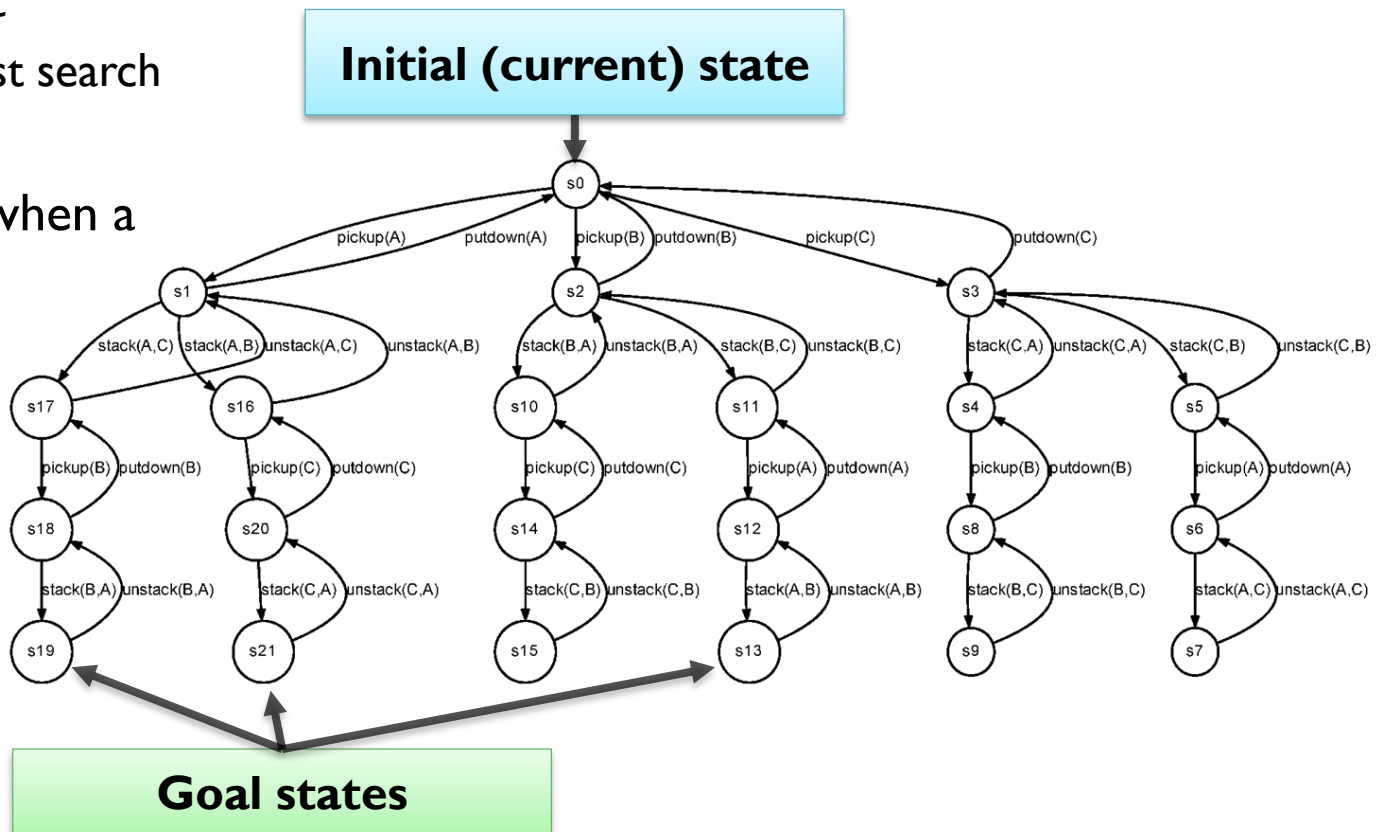 st search
when a
Initial (current) state
s0
pickup(A) putdown(A) pickup(B) putdown(B) pickup(C) putdown(C)
s1 s2 s3
stack(A,C) stack(A,B) unstack(A,C) unstack(A,B) stack(B,A) unstack(B,A) stack(B,C) unstack(B,C) stack(C,A) unstack(C,A) stack(C,B) unstack(C,B)
s17 s16 s10 s11 s4 s5
pickup(B) putdown(B) pickup(C) putdown(C) pickup(C) putdown(C) pickup(A) putdown(A) pickup(B) putdown(B) pickup(A) putdown(A)
s18 s20 s14 s12 s8 s6
stack(B,A) unstack(B,A) stack(C,A) unstack(C,A) stack(C,B) unstack(C,B) stack(A,B) unstack(A,B) stack(B,C) unstack(B,C) stack(A,C) unstack(A,C)
s19 s21 s15 s13 s9 s7
Goal states